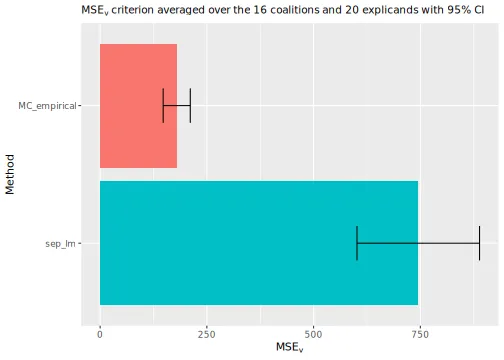 MSEv criterion averaged over the 16 coalitions and 20 explicands with 95% CI
Method
MC_empirical
sep_lm
0 250 500 750
MSEv